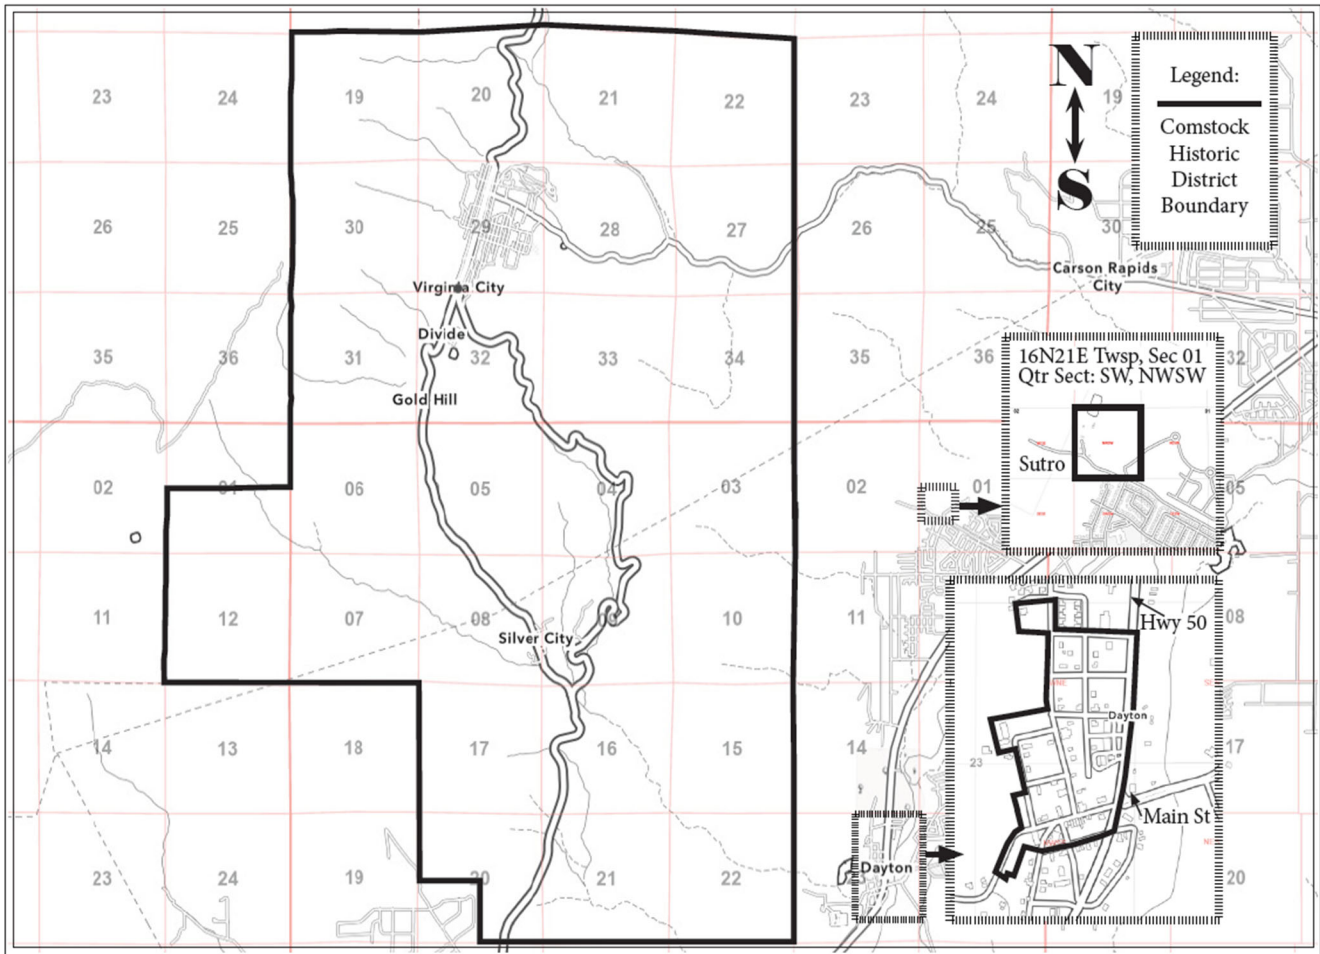 23 24 19 20 21 22 23 24 19
N
S
Legend:
Comstock
Historic
District
Boundary
26 25 30 29 28 27 26 25 30
Carson Rapids
City
Virginia City
Divide
35 36 31 32 33 34 35 36 32
Gold Hill
16N21E Twsp, Sec 01
Qtr Sect: SW, NWSW
Sutro
02 01 06 05 04 03 02 01 05
11 12 07 08 09 10 11 08
Silver City
Hwy 50
Dayton
14 13 18 17 16 15 14 17
23
Main St
Dayton
23 24 19 20 21 22 20